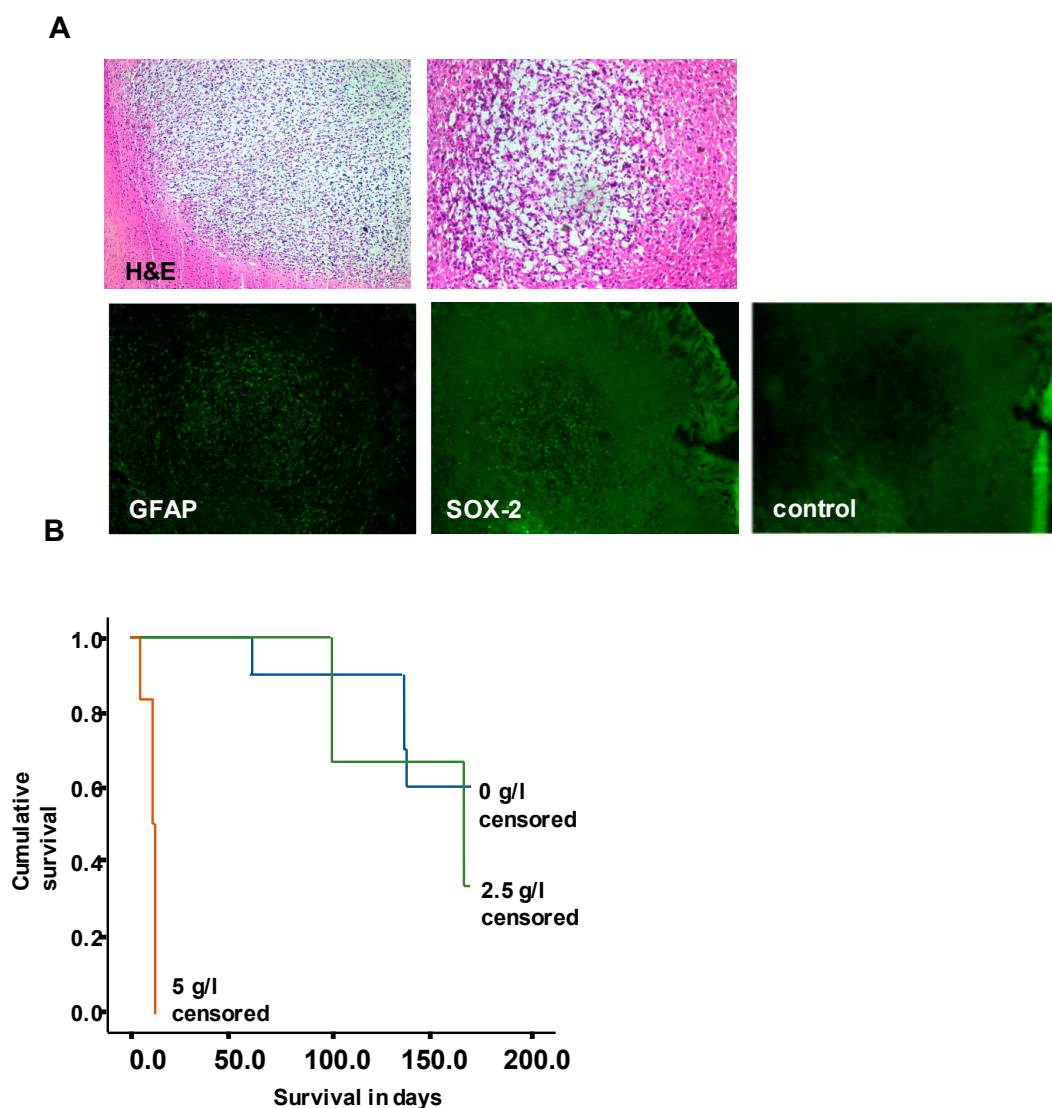 A
H&E
GFAP
SOX-2
control
B
1.0
0.8
0.6
0.4
0.2
0.0
Cumulative
survival
0 g/l
censored
2.5 g/l
censored
5 g/l
censored
0.0 50.0 100.0 150.0 200.0
Survival in days